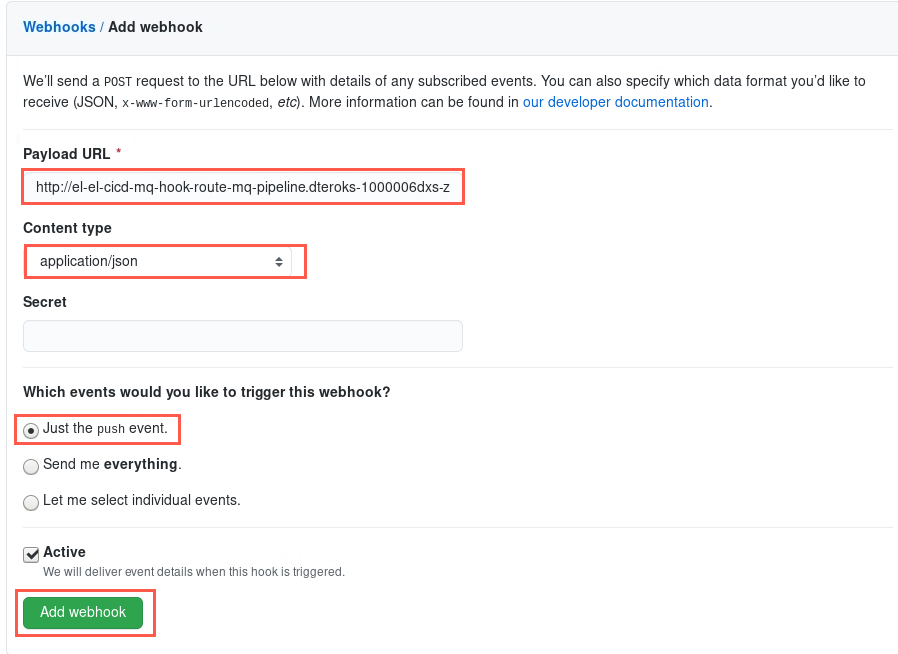 Webhooks / Add webhook
We’ll send a POST request to the URL below with details of any subscribed events. You can also specify which data format you’d like to
receive (JSON, x-www-form-urlencoded, etc). More information can be found in our developer documentation.
Payload URL *
http://el-el-cicd-mq-hook-route-mq-pipeline.dteroks-1000006dxs-z
Content type
application/json
Secret
Which events would you like to trigger this webhook?
Just the push event.
Send me everything.
Let me select individual events.
Active
We will deliver event details when this hook is triggered.
Add webhook